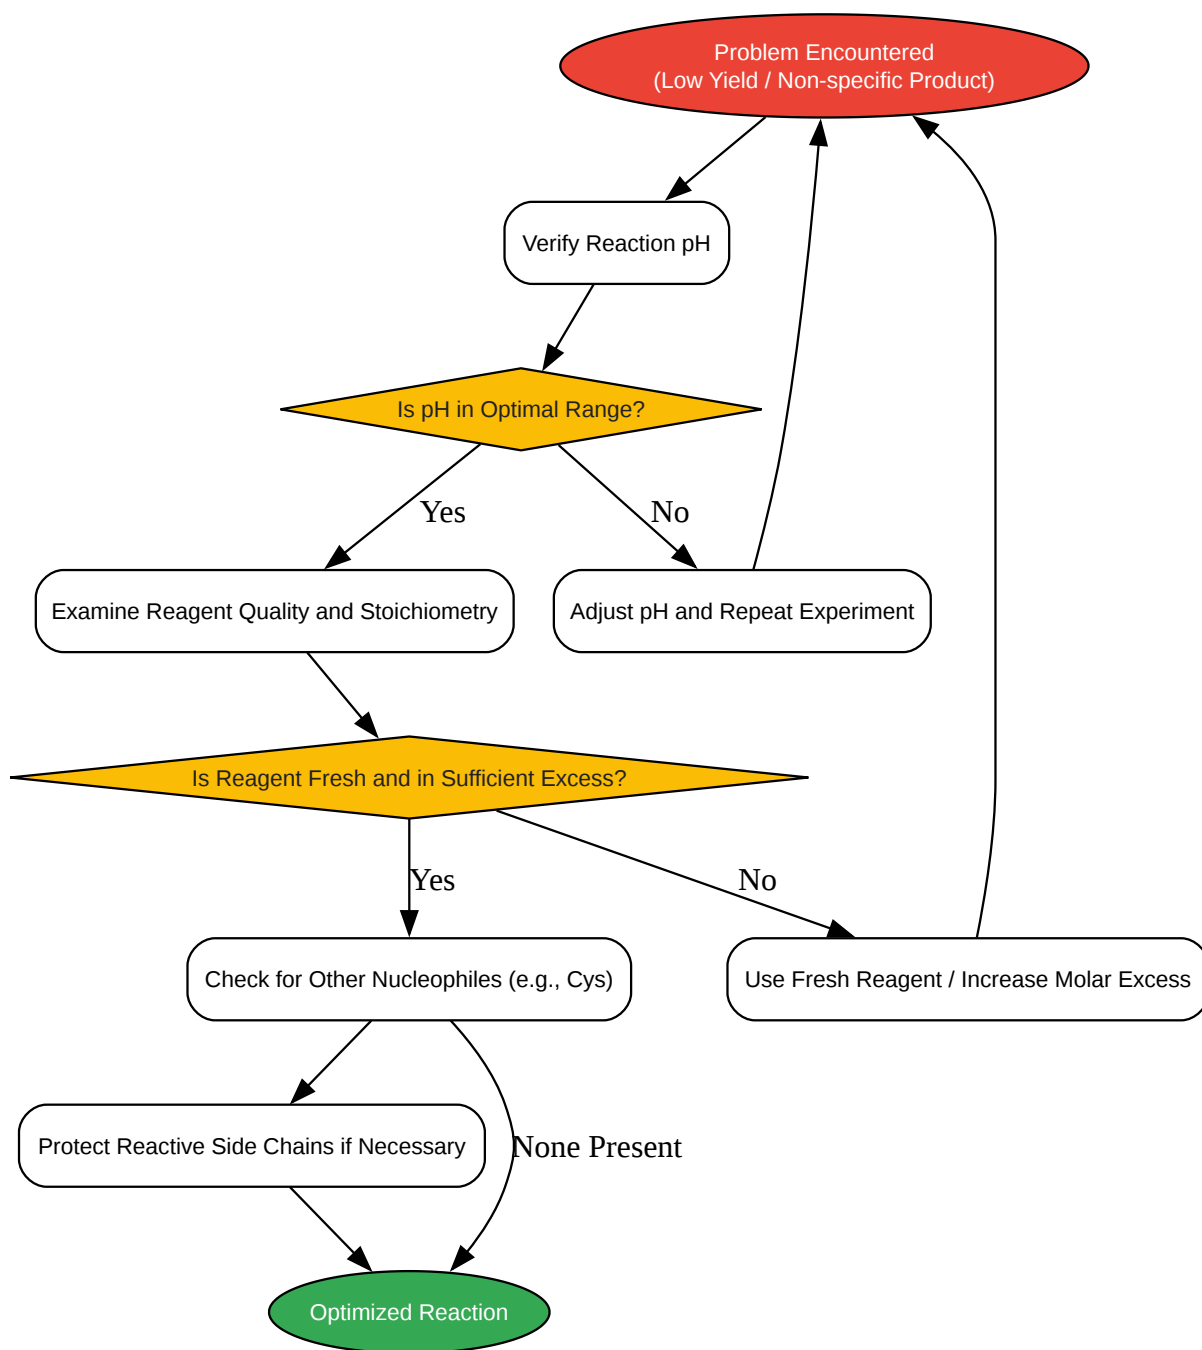 Problem Encountered
(Low Yield / Non-specific Product)
Verify Reaction pH
Is pH in Optimal Range?
Yes
No
Examine Reagent Quality and Stoichiometry
Adjust pH and Repeat Experiment
Is Reagent Fresh and in Sufficient Excess?
Yes
No
Check for Other Nucleophiles (e.g., Cys)
Use Fresh Reagent / Increase Molar Excess
Protect Reactive Side Chains if Necessary
None Present
Optimized Reaction